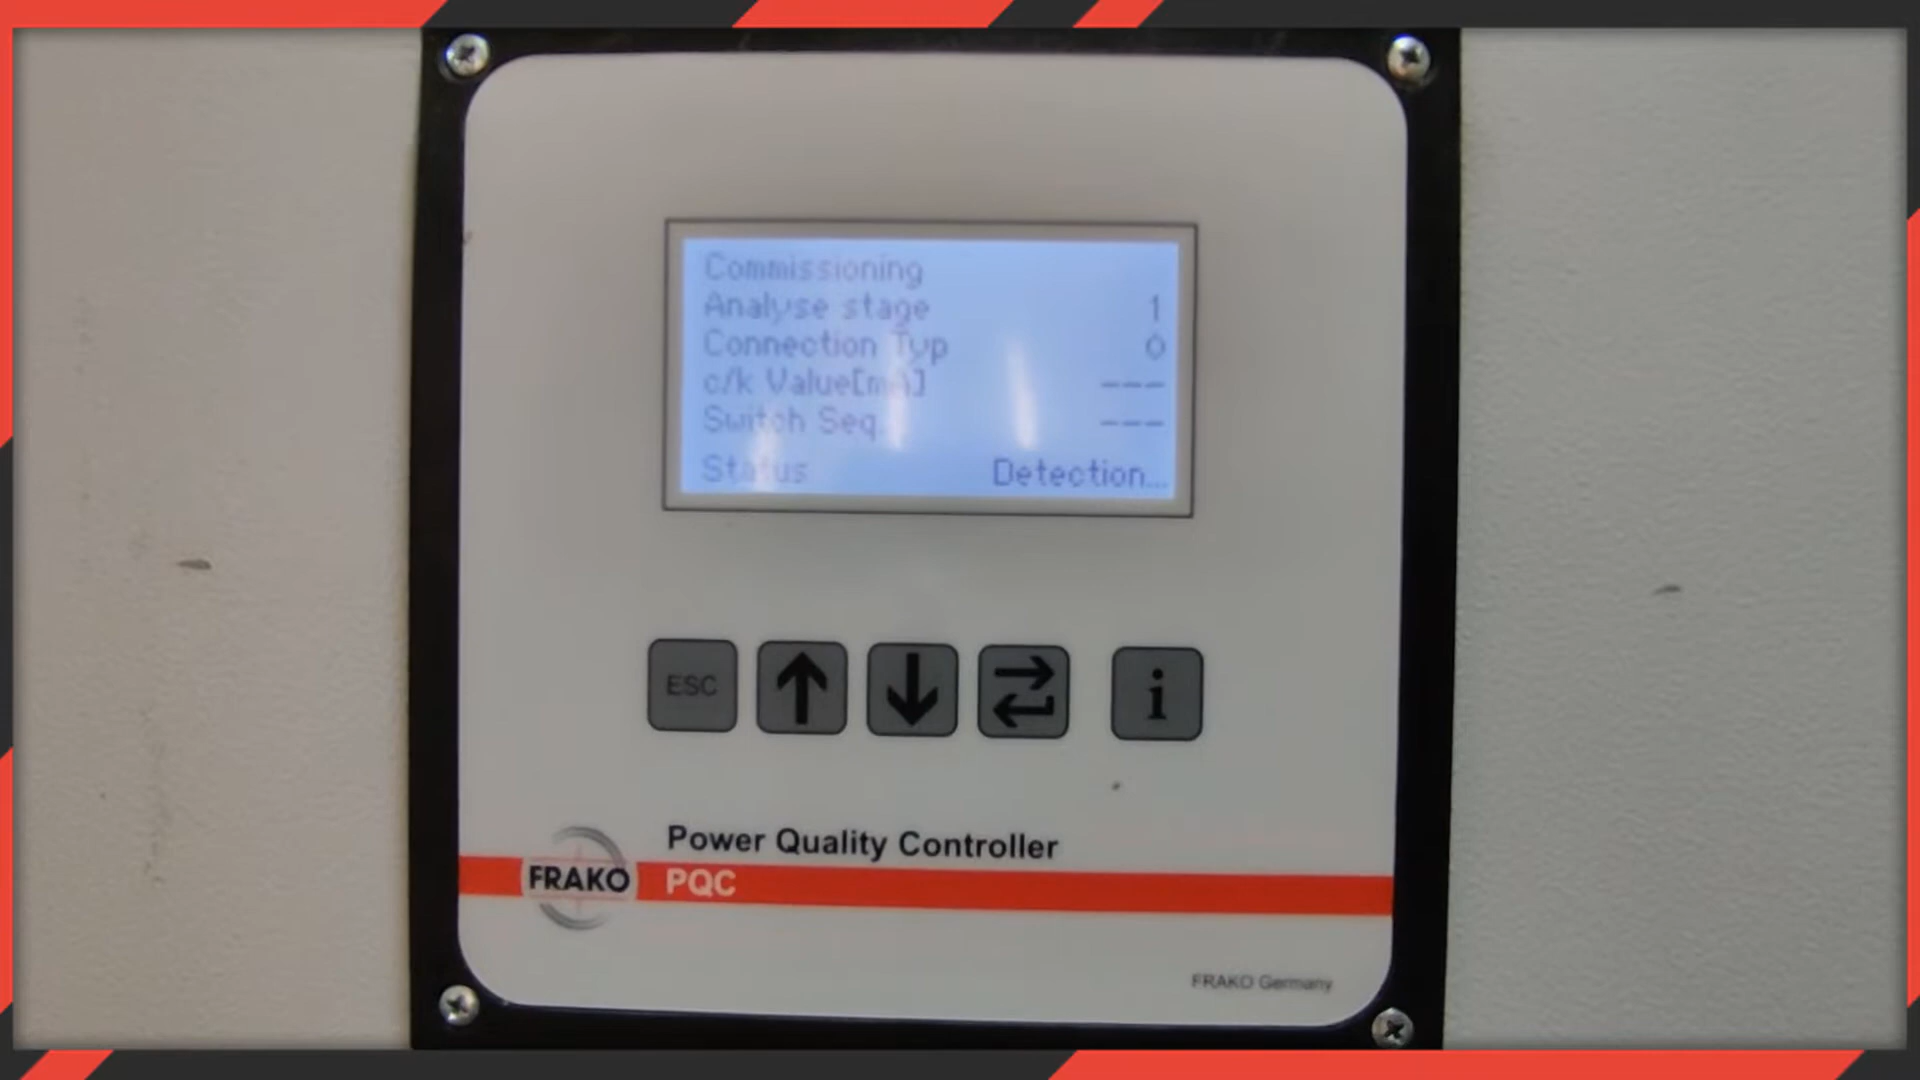 Commissioning
Analyse stage 1
Connection Typ 0
c/k Value[mA] ---
Switch Seq. ---
Status Detection...
ESC
i
Power Quality Controller
FRAKO PQC
FRAKO Germany